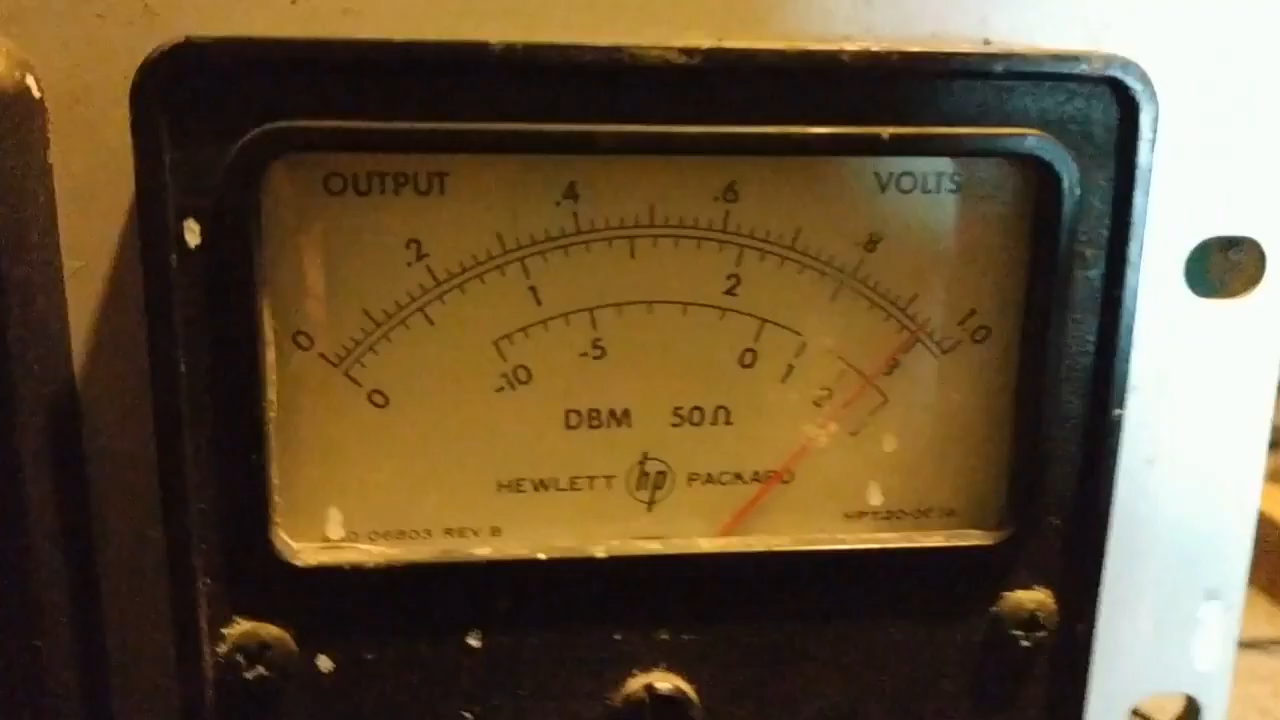 OUTPUT VOLTS
0 .2 .4 .6 .8 1.0
0 1 2 3
-10 -5 0 1 2
DBM 50Ω
HEWLETT hp PACKARD
06803 REV B